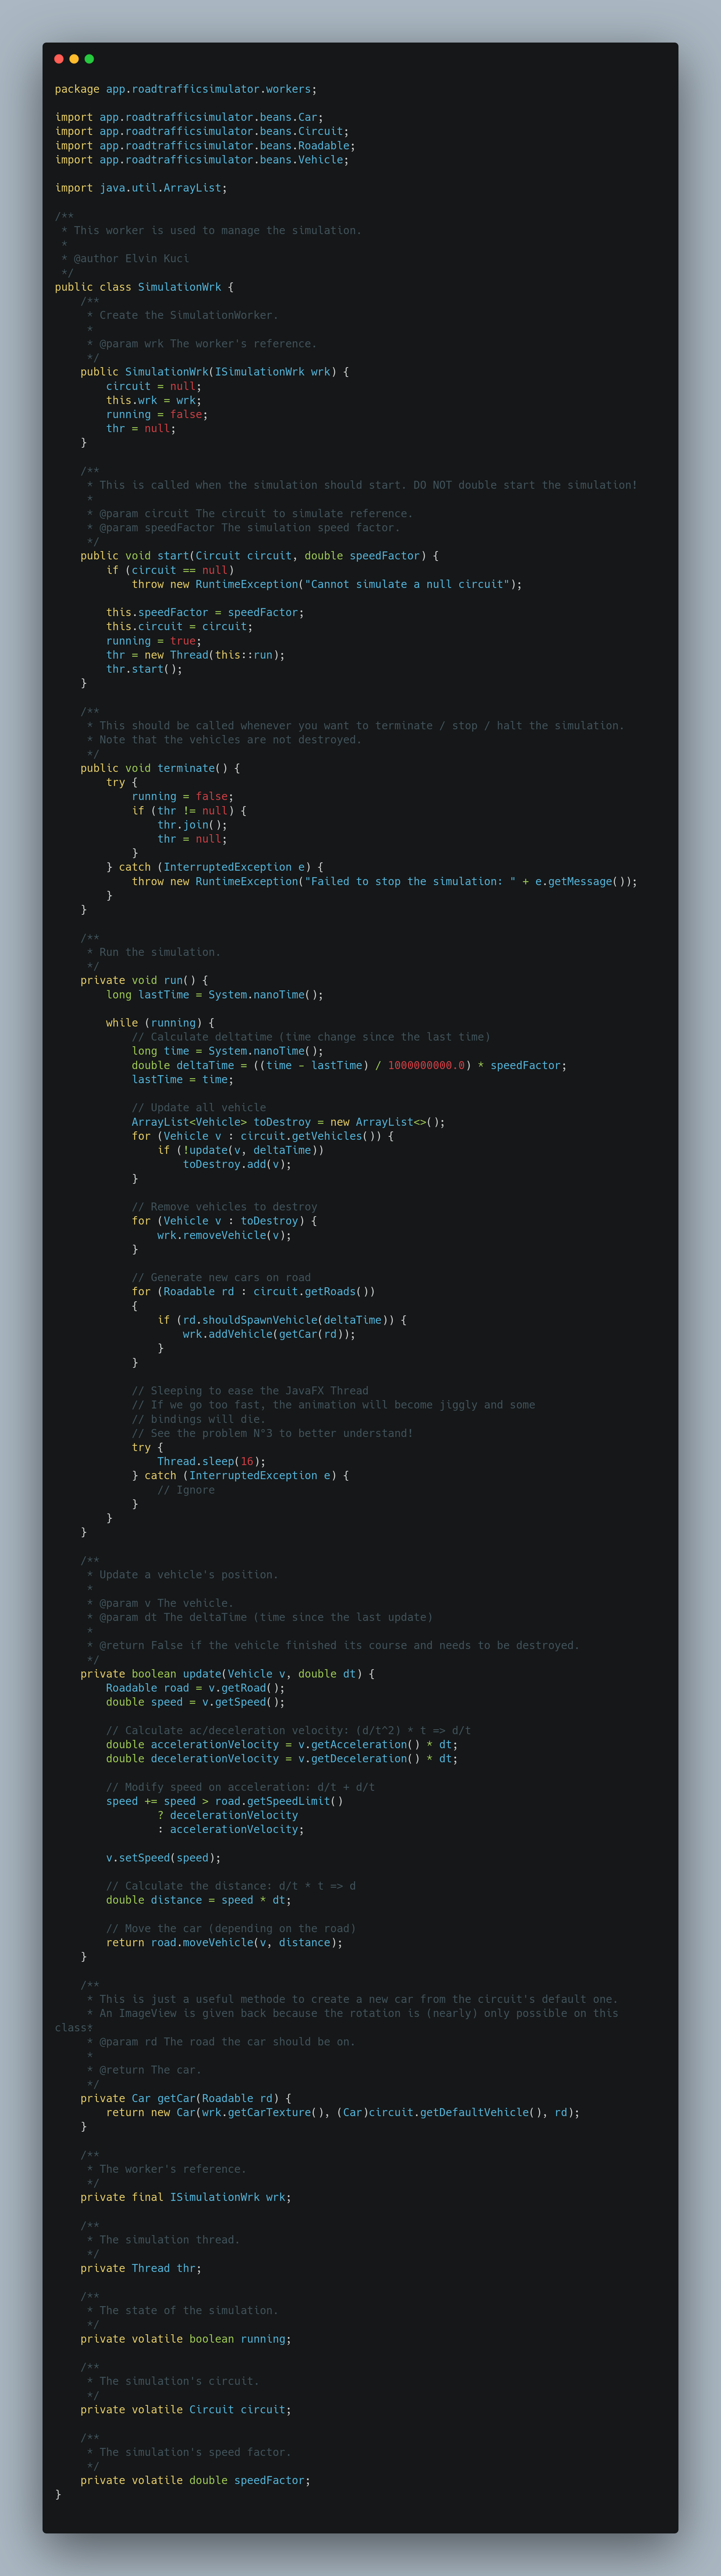 package app.roadtrafficsimulator.workers;

import app.roadtrafficsimulator.beans.Car;
import app.roadtrafficsimulator.beans.Circuit;
import app.roadtrafficsimulator.beans.Roadable;
import app.roadtrafficsimulator.beans.Vehicle;

import java.util.ArrayList;

/**
 * This worker is used to manage the simulation.
 *
 * @author Elvin Kuci
 */
public class SimulationWrk {
    /**
     * Create the SimulationWorker.
     *
     * @param wrk The worker's reference.
     */
    public SimulationWrk(ISimulationWrk wrk) {
        circuit = null;
        this.wrk = wrk;
        running = false;
        thr = null;
    }

    /**
     * This is called when the simulation should start. DO NOT double start the simulation!
     *
     * @param circuit The circuit to simulate reference.
     * @param speedFactor The simulation speed factor.
     */
    public void start(Circuit circuit, double speedFactor) {
        if (circuit == null)
            throw new RuntimeException("Cannot simulate a null circuit");

        this.speedFactor = speedFactor;
        this.circuit = circuit;
        running = true;
        thr = new Thread(this::run);
        thr.start();
    }

    /**
     * This should be called whenever you want to terminate / stop / halt the simulation.
     * Note that the vehicles are not destroyed.
     */
    public void terminate() {
        try {
            running = false;
            if (thr != null) {
                thr.join();
                thr = null;
            }
        } catch (InterruptedException e) {
            throw new RuntimeException("Failed to stop the simulation: " + e.getMessage());
        }
    }

    /**
     * Run the simulation.
     */
    private void run() {
        long lastTime = System.nanoTime();

        while (running) {
            // Calculate deltatime (time change since the last time)
            long time = System.nanoTime();
            double deltaTime = ((time - lastTime) / 1000000000.0) * speedFactor;
            lastTime = time;

            // Update all vehicle
            ArrayList<Vehicle> toDestroy = new ArrayList<>();
            for (Vehicle v : circuit.getVehicles()) {
                if (!update(v, deltaTime))
                    toDestroy.add(v);
            }

            // Remove vehicles to destroy
            for (Vehicle v : toDestroy) {
                wrk.removeVehicle(v);
            }

            // Generate new cars on road
            for (Roadable rd : circuit.getRoads())
            {
                if (rd.shouldSpawnVehicle(deltaTime)) {
                    wrk.addVehicle(getCar(rd));
                }
            }

            // Sleeping to ease the JavaFX Thread
            // If we go too fast, the animation will become jiggly and some
            // bindings will die.
            // See the problem N°3 to better understand!
            try {
                Thread.sleep(16);
            } catch (InterruptedException e) {
                // Ignore
            }
        }
    }

    /**
     * Update a vehicle's position.
     *
     * @param v The vehicle.
     * @param dt The deltaTime (time since the last update)
     *
     * @return False if the vehicle finished its course and needs to be destroyed.
     */
    private boolean update(Vehicle v, double dt) {
        Roadable road = v.getRoad();
        double speed = v.getSpeed();

        // Calculate ac/deceleration velocity: (d/t^2) * t => d/t
        double accelerationVelocity = v.getAcceleration() * dt;
        double decelerationVelocity = v.getDeceleration() * dt;

        // Modify speed on acceleration: d/t + d/t
        speed += speed > road.getSpeedLimit()
                ? decelerationVelocity
                : accelerationVelocity;

        v.setSpeed(speed);

        // Calculate the distance: d/t * t => d
        double distance = speed * dt;

        // Move the car (depending on the road)
        return road.moveVehicle(v, distance);
    }

    /**
     * This is just a useful methode to create a new car from the circuit's default one.
     * An ImageView is given back because the rotation is (nearly) only possible on this
class*
     * @param rd The road the car should be on.
     *
     * @return The car.
     */
    private Car getCar(Roadable rd) {
        return new Car(wrk.getCarTexture(), (Car)circuit.getDefaultVehicle(), rd);
    }

    /**
     * The worker's reference.
     */
    private final ISimulationWrk wrk;

    /**
     * The simulation thread.
     */
    private Thread thr;

    /**
     * The state of the simulation.
     */
    private volatile boolean running;

    /**
     * The simulation's circuit.
     */
    private volatile Circuit circuit;

    /**
     * The simulation's speed factor.
     */
    private volatile double speedFactor;
}